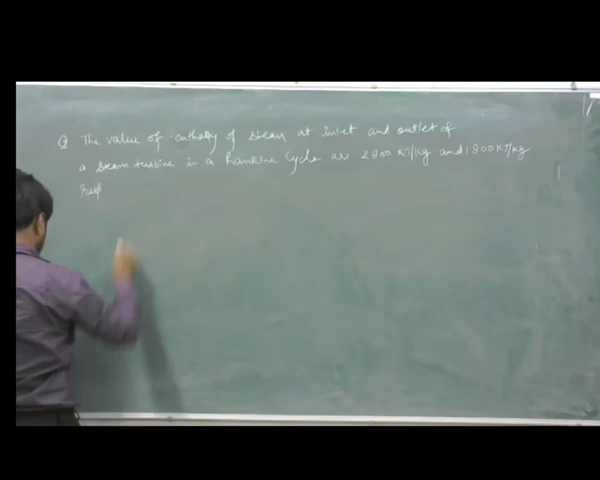 Q The value of enthalpy of steam at inlet and outlet of
a steam turbine in a Rankine Cycle are 2800 KJ/kg and 1800 KJ/kg
resp